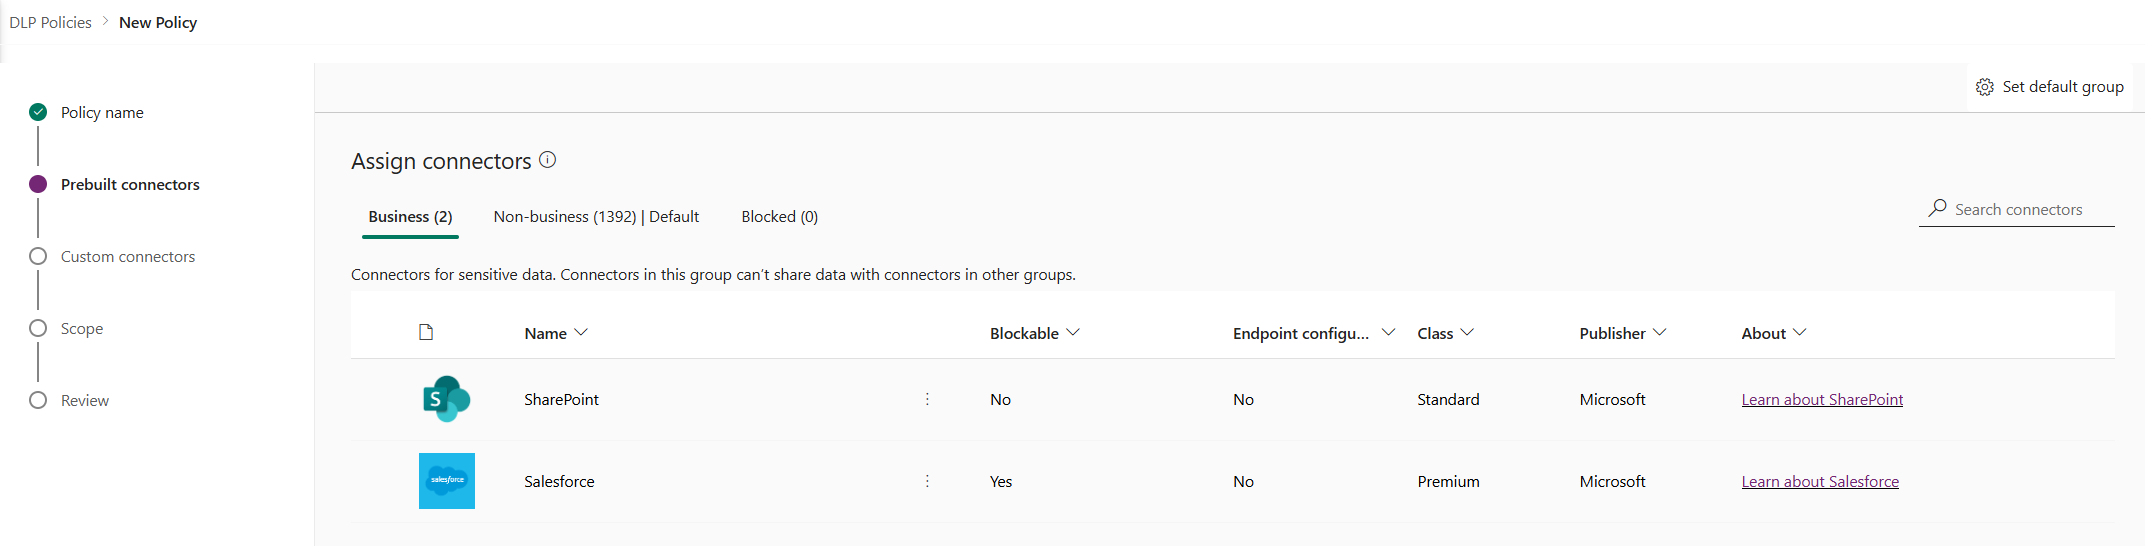 DLP Policies > New Policy
Set default group
Policy name
Prebuilt connectors
Custom connectors
Scope
Review
Assign connectors
Business (2) Non-business (1392) | Default Blocked (0)
Search connectors
Connectors for sensitive data. Connectors in this group can't share data with connectors in other groups.
Name Blockable Endpoint configu... Class Publisher About
S SharePoint No No Standard Microsoft Learn about SharePoint
salesforce Salesforce Yes No Premium Microsoft Learn about Salesforce